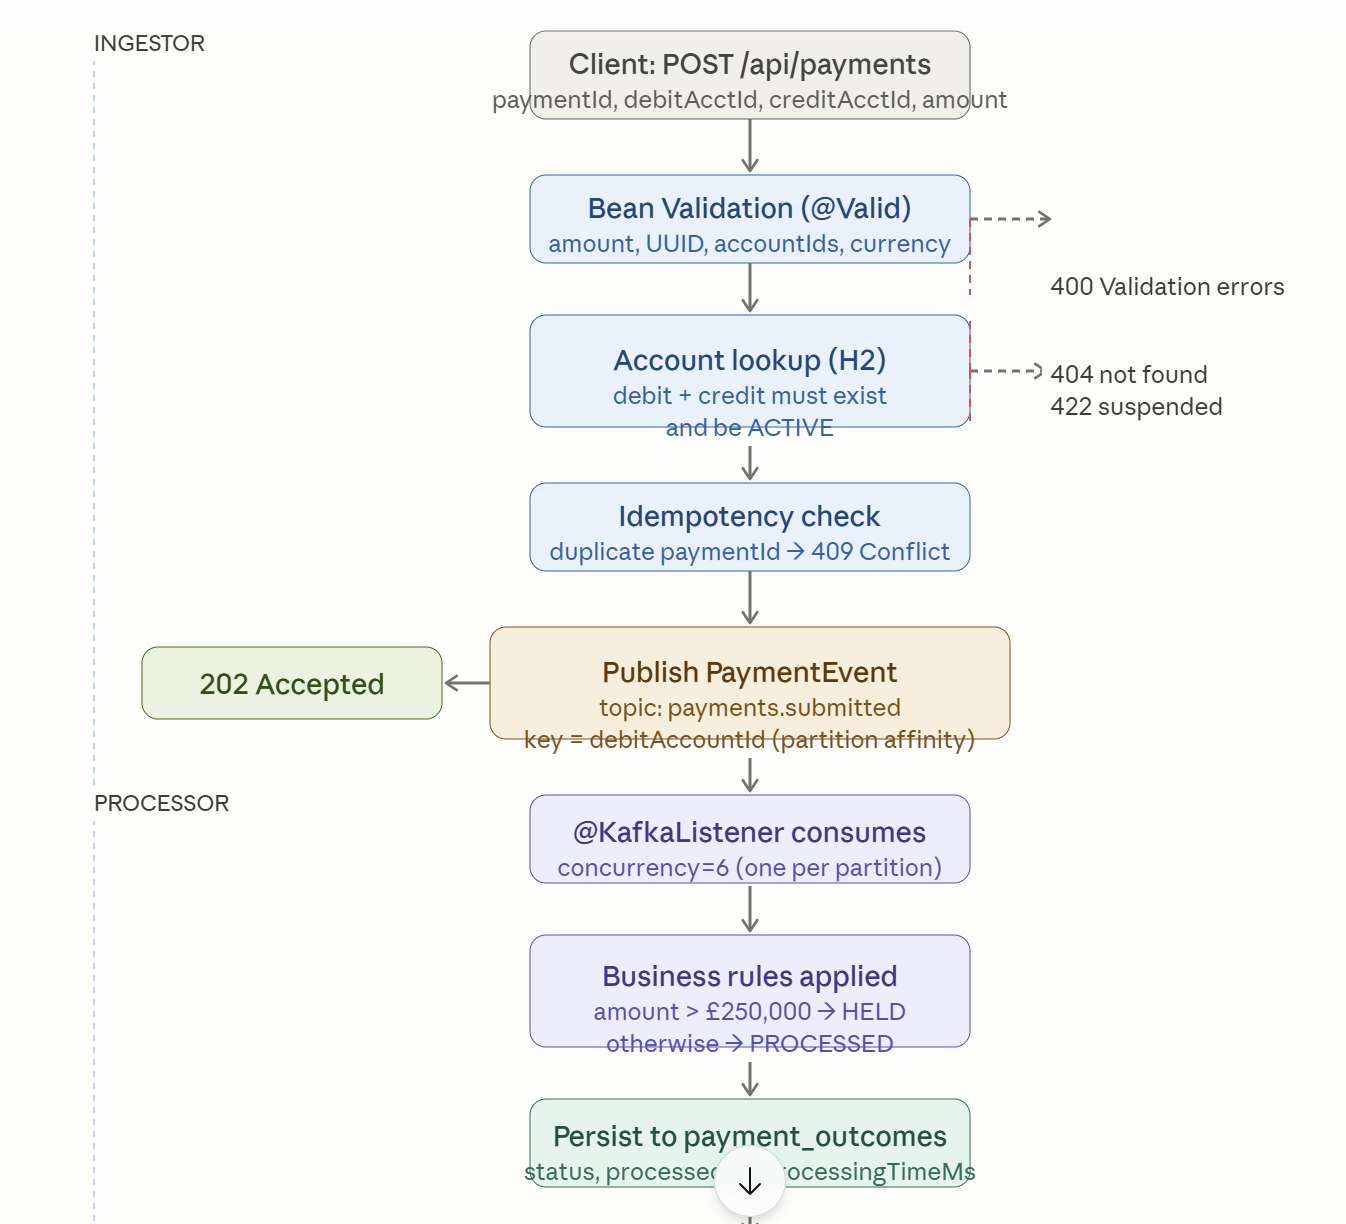 INGESTOR
Client: POST /api/payments
paymentId, debitAcctId, creditAcctId, amount
Bean Validation (@Valid)
amount, UUID, accountIds, currency
400 Validation errors
Account lookup (H2)
debit + credit must exist
and be ACTIVE
404 not found
422 suspended
Idempotency check
duplicate paymentId → 409 Conflict
Publish PaymentEvent
topic: payments.submitted
key = debitAccountId (partition affinity)
202 Accepted
PROCESSOR
@KafkaListener consumes
concurrency=6 (one per partition)
Business rules applied
amount > £250,000 → HELD
otherwise → PROCESSED
Persist to payment_outcomes
status,